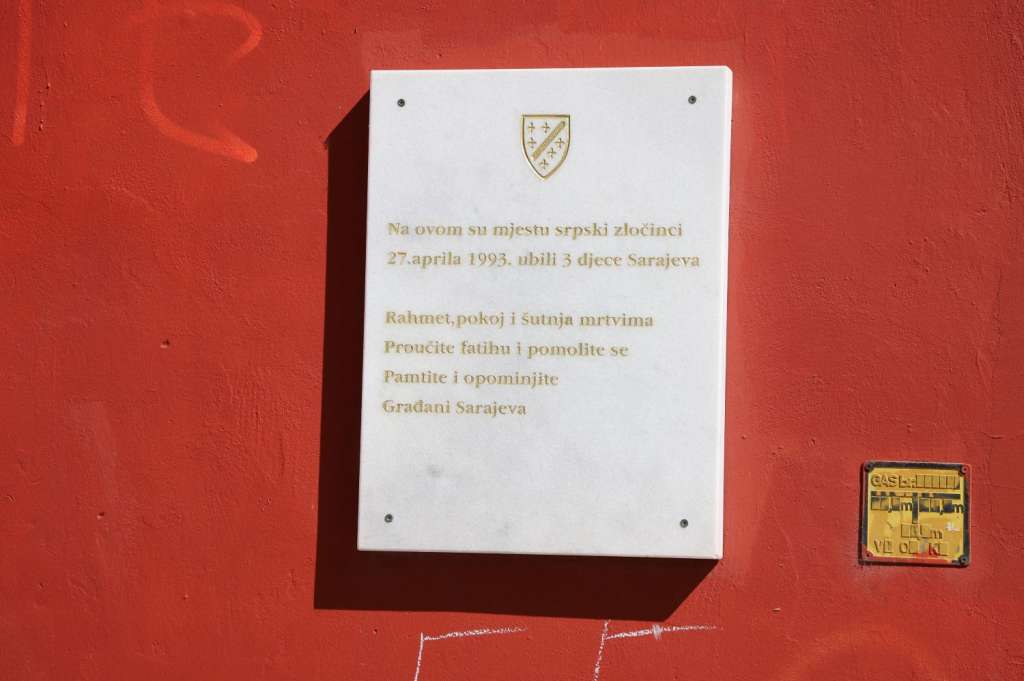 Na ovom su mjestu srpski zločinci
27.aprila 1993. ubili 3 djece Sarajeva
Rahmet,pokoj i šutnja mrtvima
Proučite fatihu i pomolite se
Pamtite i opominjite
Građani Sarajeva
GAS